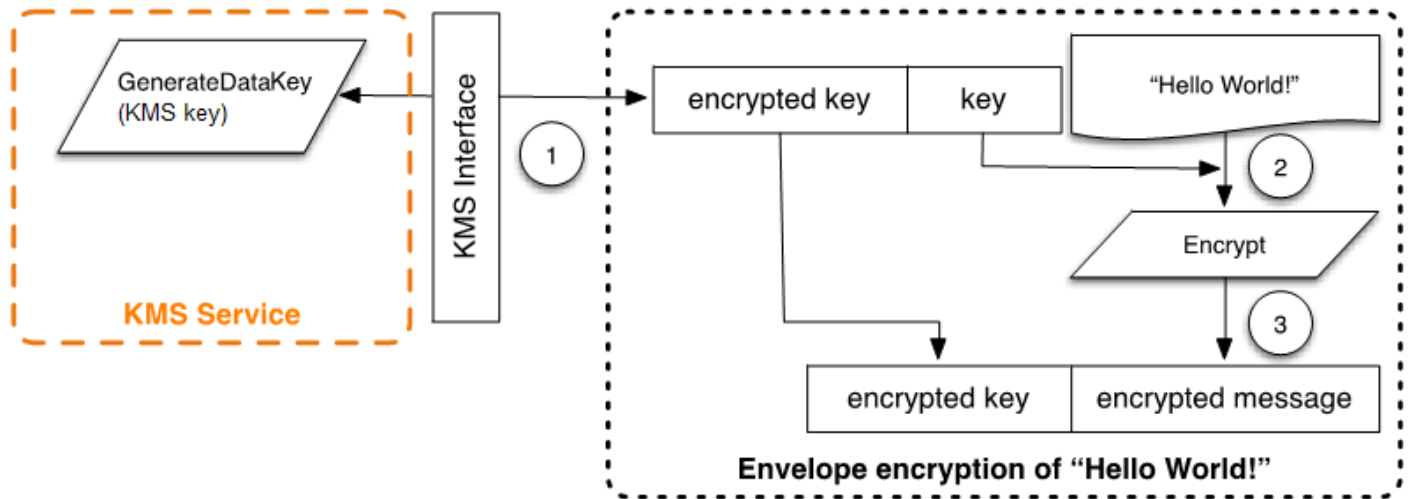 GenerateDataKey
(KMS key)
KMS Service
KMS Interface
1
encrypted key
key
“Hello World!”
2
Encrypt
3
encrypted key
encrypted message
Envelope encryption of “Hello World!”